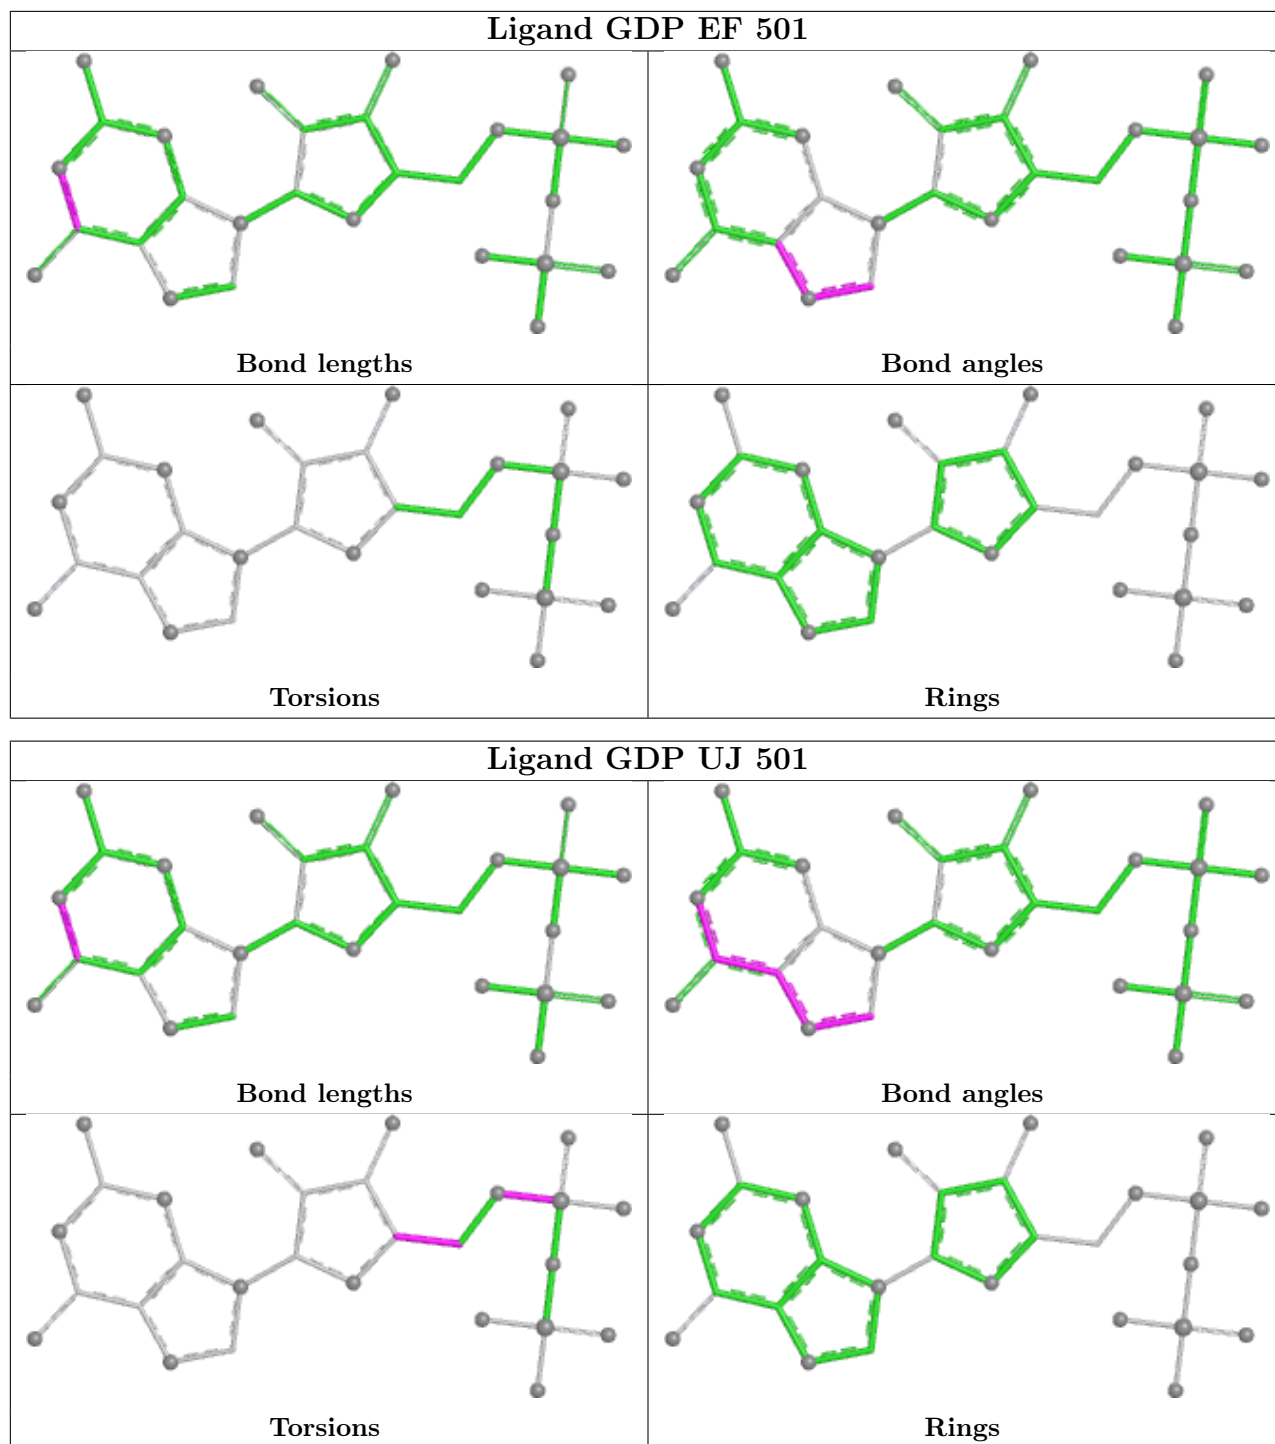 Ligand GDP EF 501
Bond lengths
Bond angles
Torsions
Rings
Ligand GDP UJ 501
Bond lengths
Bond angles
Torsions
Rings